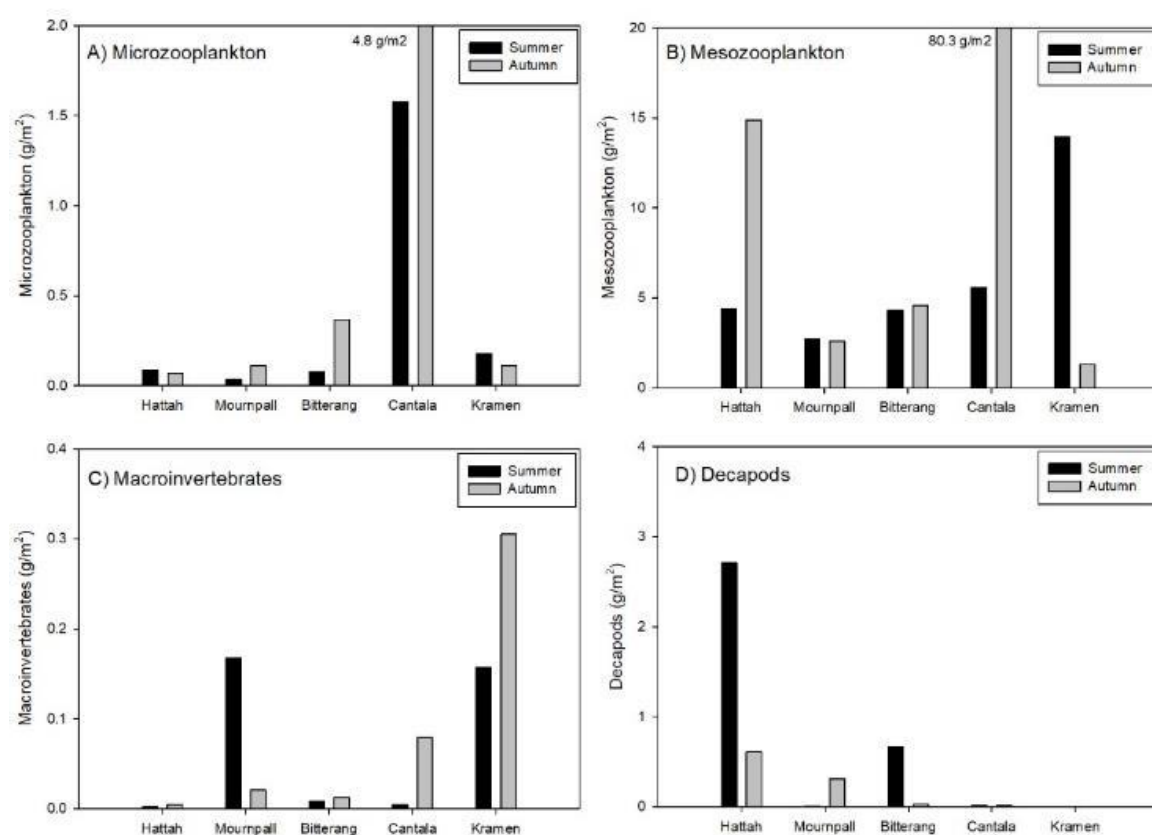 A) Microzooplankton
4.8 g/m2
Summer
Autumn
Microzooplankton (g/m²)
2.0
1.5
1.0
0.5
0.0
Hattah Mournpall Bitterang Cantala Kramen
B) Mesozooplankton
80.3 g/m2
Summer
Autumn
Mesozooplankton (g/m²)
20
15
10
5
0
Hattah Mournpall Bitterang Cantala Kramen
C) Macroinvertebrates
Summer
Autumn
Macroinvertebrates (g/m²)
0.4
0.3
0.2
0.1
0.0
Hattah Mournpall Bitterang Cantala Kramen
D) Decapods
Summer
Autumn
Decapods (g/m²)
4
3
2
1
0
Hattah Mournpall Bitterang Cantala Kramen